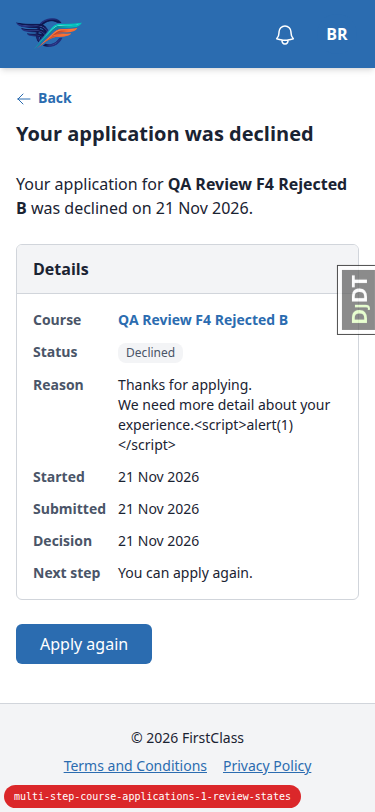 BR
Back
Your application was declined
Your application for QA Review F4 Rejected
B was declined on 21 Nov 2026.
Details
DjDT
Course QA Review F4 Rejected B
Status Declined
Reason Thanks for applying.
We need more detail about your
experience.<script>alert(1)
</script>
Started 21 Nov 2026
Submitted 21 Nov 2026
Decision 21 Nov 2026
Next step You can apply again.
Apply again
© 2026 FirstClass
Terms and Conditions Privacy Policy
multi-step-course-applications-1-review-states